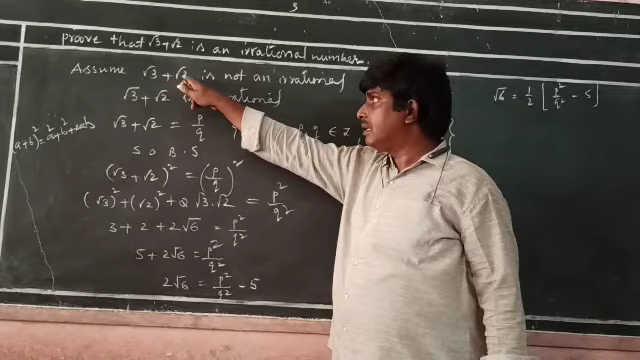 3
prove that √3+√2 is an irrational number.
Assume √3+√2 is not an irrational
√3+√2 is rational
√3+√2 = p/q p, q ∈ z
S O B · S
(a+b)² = a²+b²+2ab
(√3+√2)² = (p/q)²
(√3)²+(√2)²+2√3.√2 = p²/q²
3+2+2√6 = p²/q²
5+2√6 = p²/q²
2√6 = p²/q² - 5
√6 = 1/2 [p²/q² - 5]